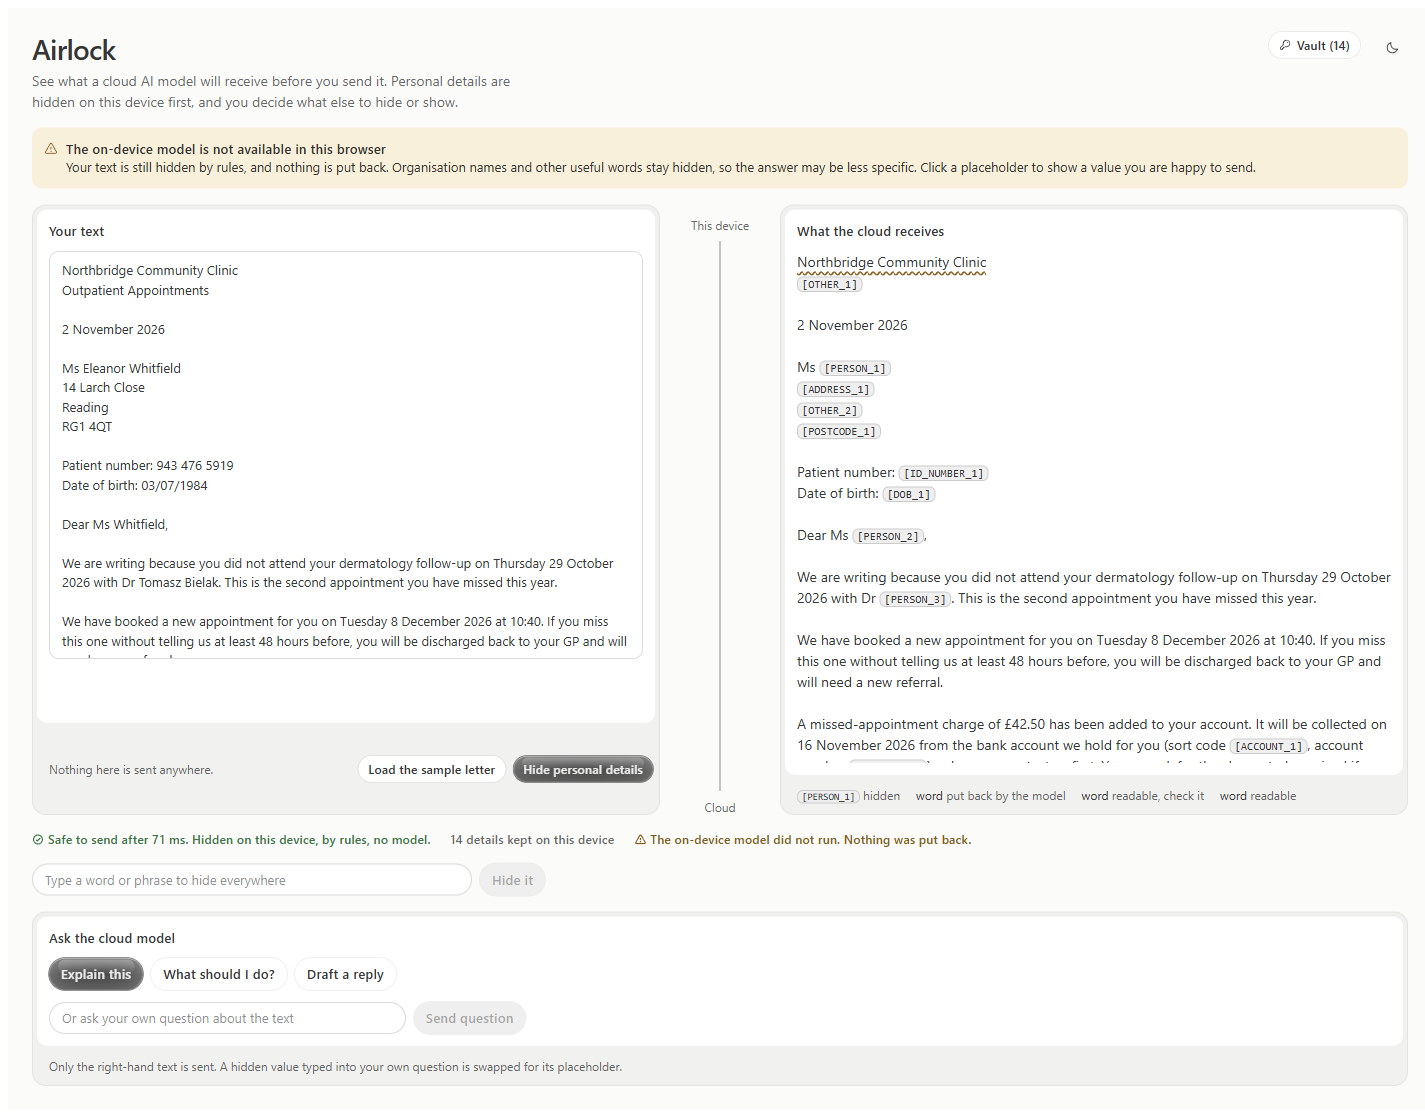 Airlock
Vault (14)
See what a cloud AI model will receive before you send it. Personal details are
hidden on this device first, and you decide what else to hide or show.
The on-device model is not available in this browser
Your text is still hidden by rules, and nothing is put back. Organisation names and other useful words stay hidden, so the answer may be less specific. Click a placeholder to show a value you are happy to send.
Your text
Northbridge Community Clinic
Outpatient Appointments
2 November 2026
Ms Eleanor Whitfield
14 Larch Close
Reading
RG1 4QT
Patient number: 943 476 5919
Date of birth: 03/07/1984
Dear Ms Whitfield,
We are writing because you did not attend your dermatology follow-up on Thursday 29 October
2026 with Dr Tomasz Bielak. This is the second appointment you have missed this year.
We have booked a new appointment for you on Tuesday 8 December 2026 at 10:40. If you miss
this one without telling us at least 48 hours before, you will be discharged back to your GP and will
Nothing here is sent anywhere.
Load the sample letter
Hide personal details
This device
Cloud
What the cloud receives
Northbridge Community Clinic
[OTHER_1]
2 November 2026
Ms [PERSON_1]
[ADDRESS_1]
[OTHER_2]
[POSTCODE_1]
Patient number: [ID_NUMBER_1]
Date of birth: [DOB_1]
Dear Ms [PERSON_2],
We are writing because you did not attend your dermatology follow-up on Thursday 29 October
2026 with Dr [PERSON_3]. This is the second appointment you have missed this year.
We have booked a new appointment for you on Tuesday 8 December 2026 at 10:40. If you miss
this one without telling us at least 48 hours before, you will be discharged back to your GP and
will need a new referral.
A missed-appointment charge of £42.50 has been added to your account. It will be collected on
16 November 2026 from the bank account we hold for you (sort code [ACCOUNT_1], account
[PERSON_1] hidden word put back by the model word readable, check it word readable
Safe to send after 71 ms. Hidden on this device, by rules, no model. 14 details kept on this device The on-device model did not run. Nothing was put back.
Type a word or phrase to hide everywhere
Hide it
Ask the cloud model
Explain this
What should I do?
Draft a reply
Or ask your own question about the text
Send question
Only the right-hand text is sent. A hidden value typed into your own question is swapped for its placeholder.